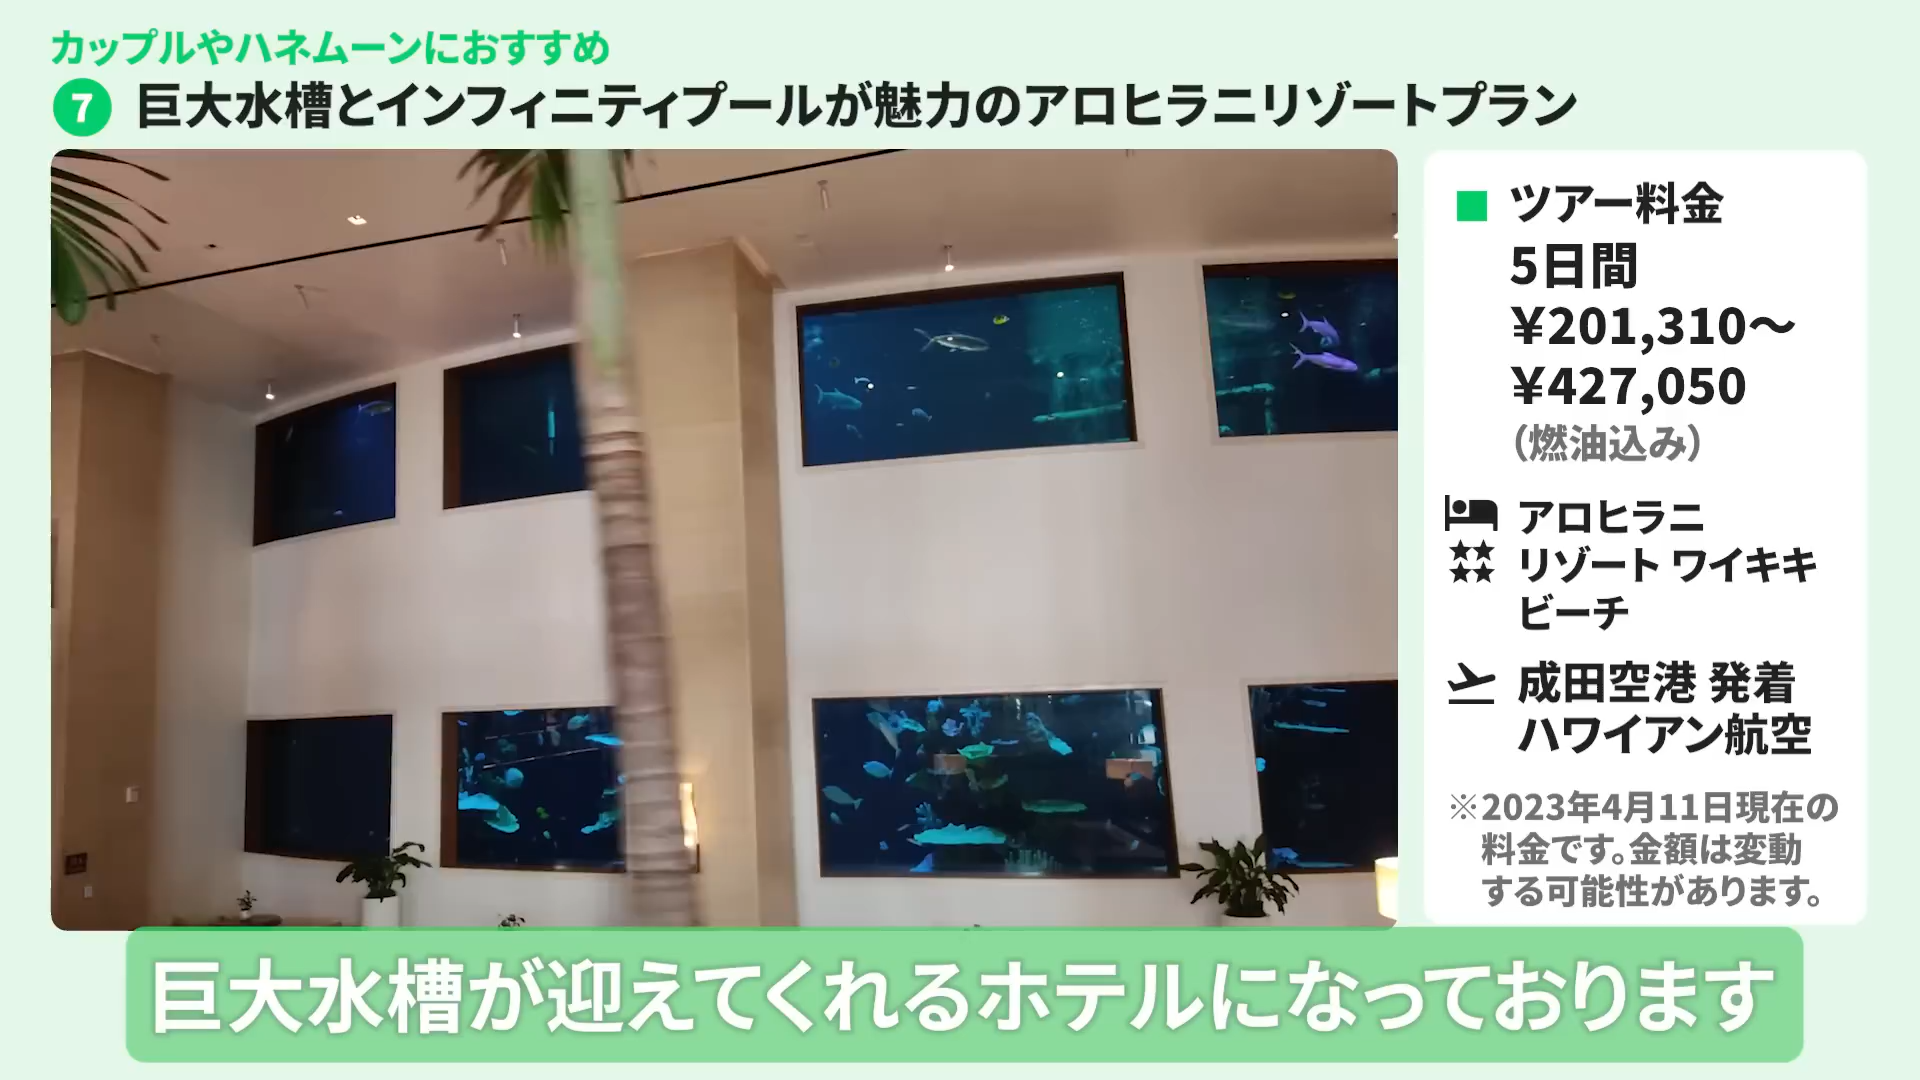 カップルやハネムーンにおすすめ
7 巨大水槽とインフィニティプールが魅力のアロヒラニリゾートプラン
ツアー料金
5日間
¥201,310〜
¥427,050
（燃油込み）
アロヒラニ
リゾート ワイキキ
ビーチ
成田空港 発着
ハワイアン航空
※2023年4月11日現在の
料金です。金額は変動
する可能性があります。
巨大水槽が迎えてくれるホテルになっております